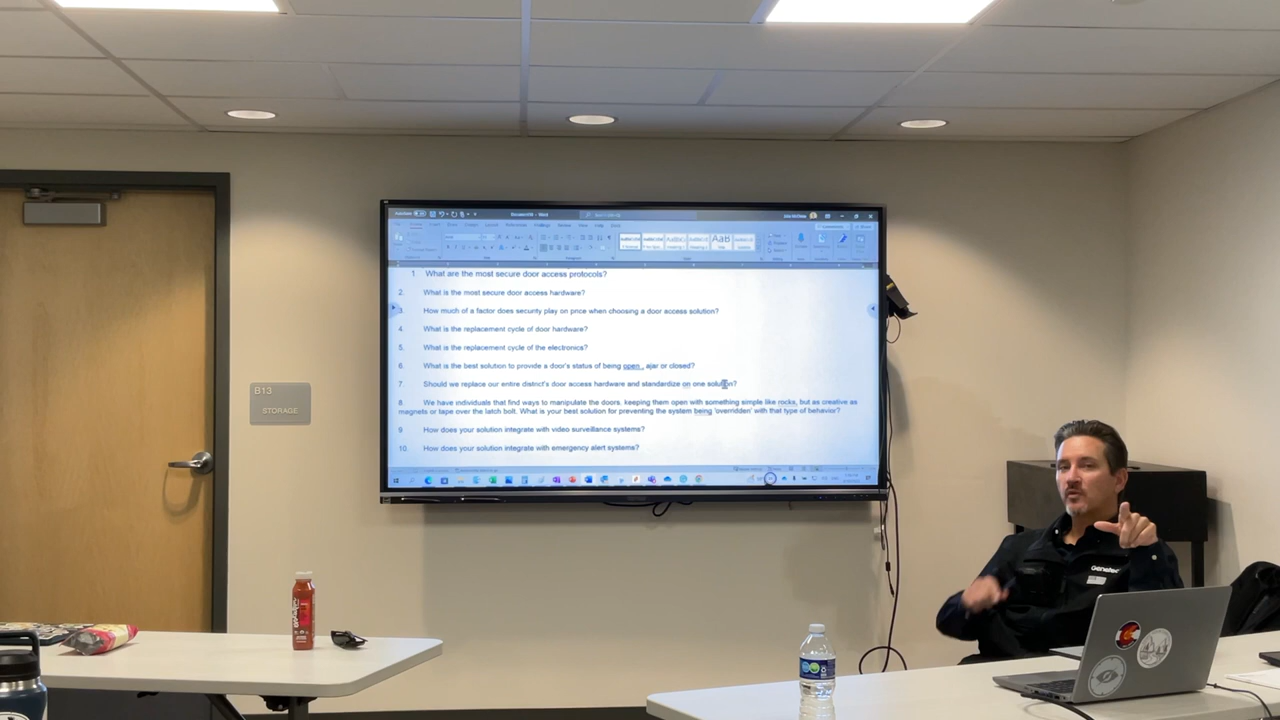 Document - Word
1 What are the most secure door access protocols?
2. What is the most secure door access hardware?
3. How much of a factor does security play on price when choosing a door access solution?
4. What is the replacement cycle of door hardware?
5. What is the replacement cycle of the electronics?
6 What is the best solution to provide a door's status of being open , ajar or closed?
7 Should we replace our entire district's door access hardware and standardize on one solution?
8 We have individuals that find ways to manipulate the doors. keeping them open with something simple like rocks, but as creative as
magnets or tape over the latch bolt. What is your best solution for preventing the system being 'overridden' with that type of behavior?
9 How does your solution integrate with video surveillance systems?
10. How does your solution integrate with emergency alert systems?
B13
STORAGE
Genetec